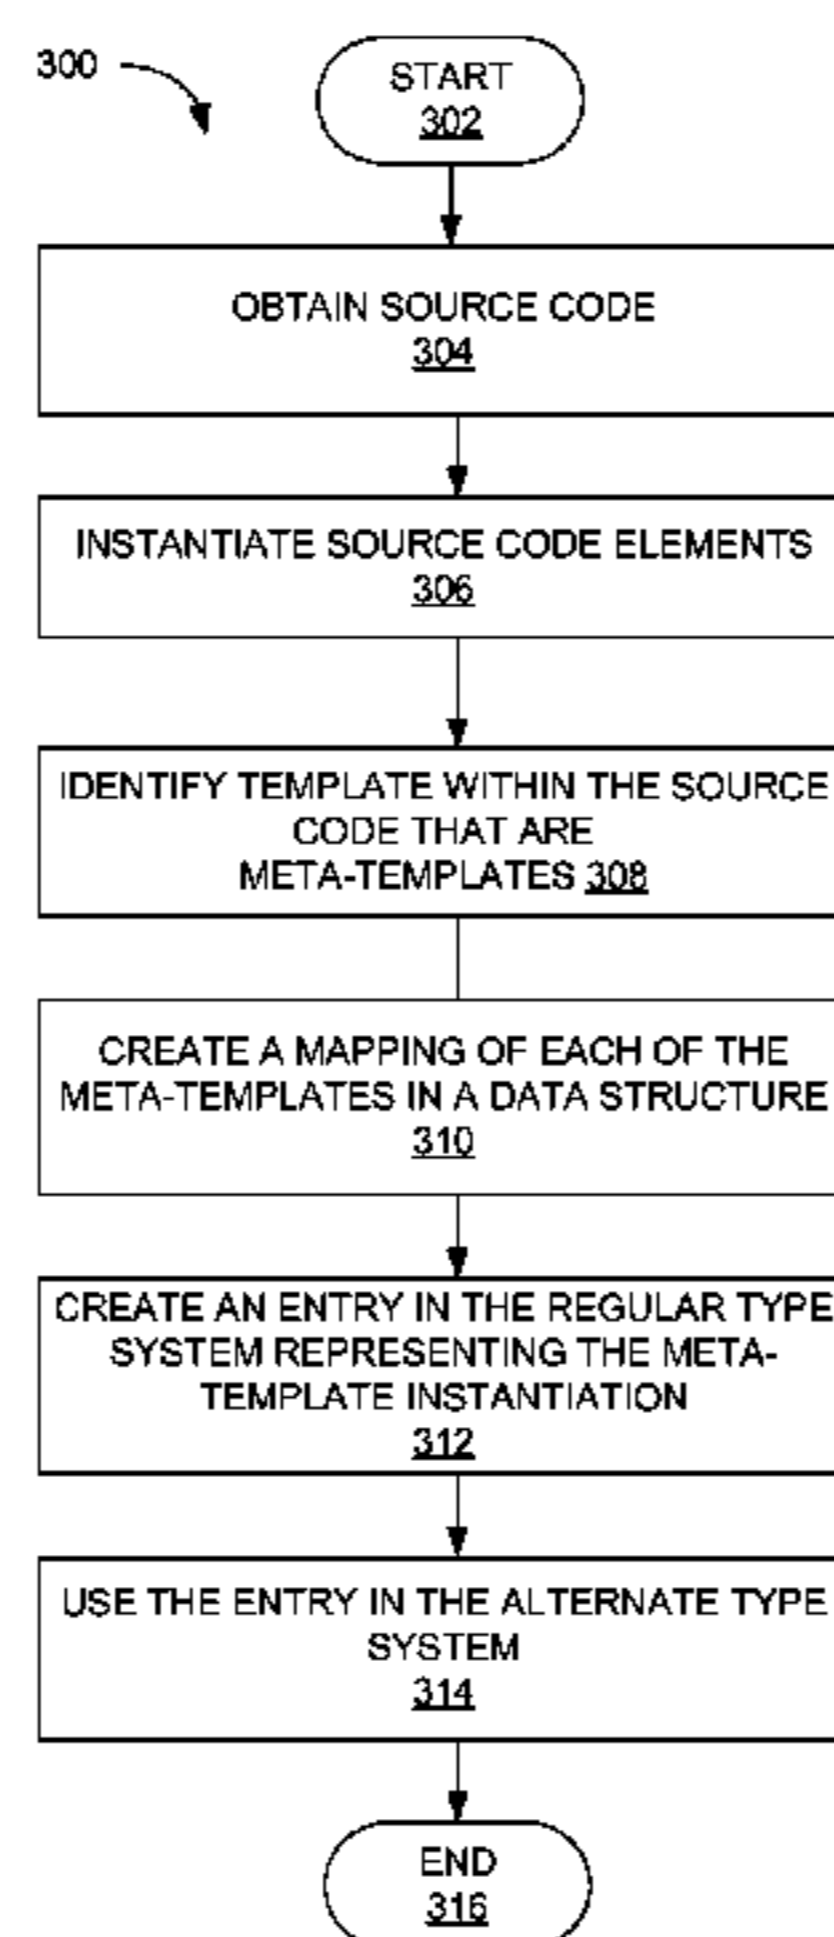 300
START
302
OBTAIN SOURCE CODE
304
INSTANTIATE SOURCE CODE ELEMENTS
306
IDENTIFY TEMPLATE WITHIN THE SOURCE
CODE THAT ARE
META-TEMPLATES 308
CREATE A MAPPING OF EACH OF THE
META-TEMPLATES IN A DATA STRUCTURE
310
CREATE AN ENTRY IN THE REGULAR TYPE
SYSTEM REPRESENTING THE META-
TEMPLATE INSTANTIATION
312
USE THE ENTRY IN THE ALTERNATE TYPE
SYSTEM
314
END
316